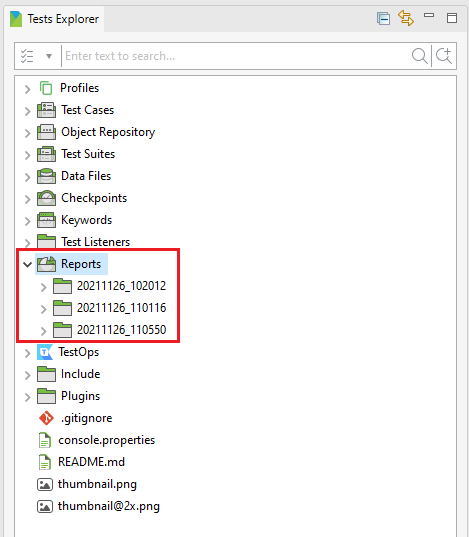 Tests Explorer
Enter text to search...
Profiles
Test Cases
Object Repository
Test Suites
Data Files
Checkpoints
Keywords
Test Listeners
Reports
20211126_102012
20211126_110116
20211126_110550
TestOps
Include
Plugins
.gitignore
console.properties
README.md
thumbnail.png
thumbnail@2x.png